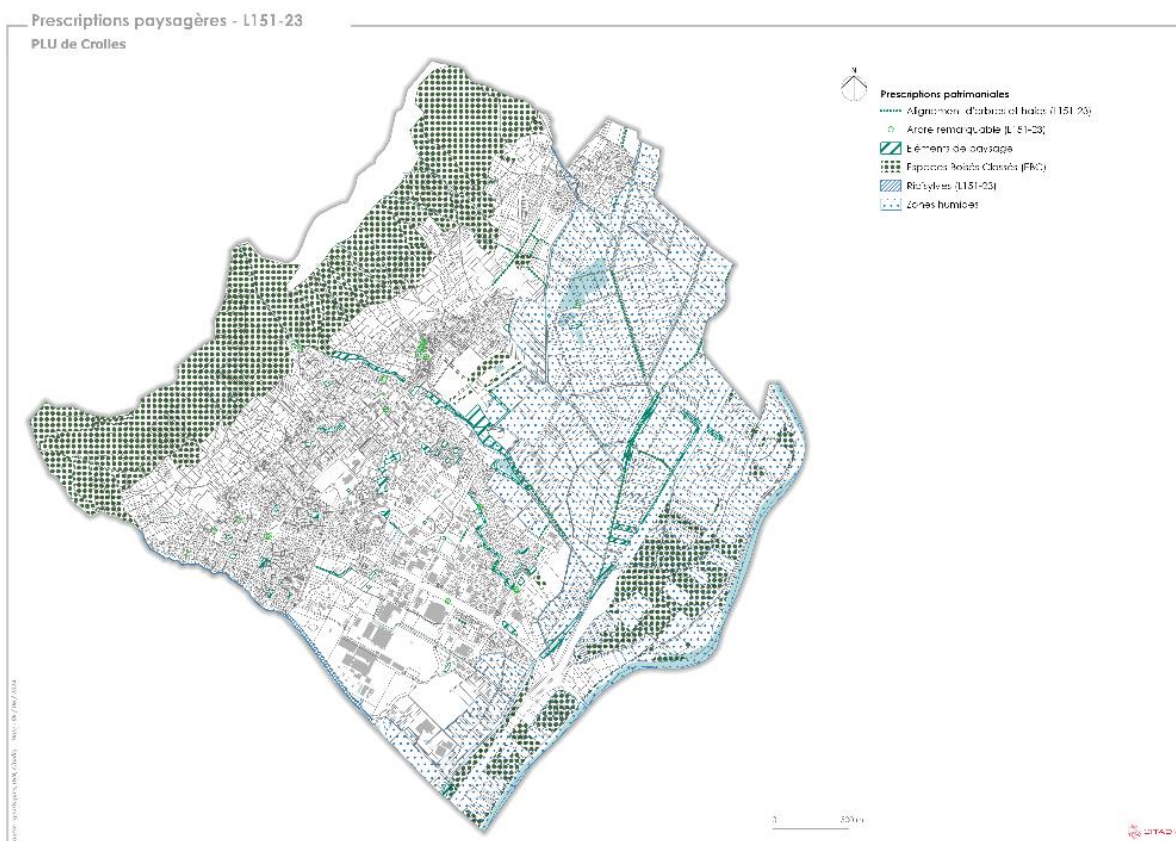 Prescriptions paysagères - L151-23
PLU de Crolles
N
Prescriptions patrimoniales
Alignement d'arbres et haies (L151-23)
Arbre remarquable (L151-23)
Eléments de paysage
Espaces Boisés Classés (EBC)
Ripisylves (L151-23)
Zones humides
0 500 m
CITAD